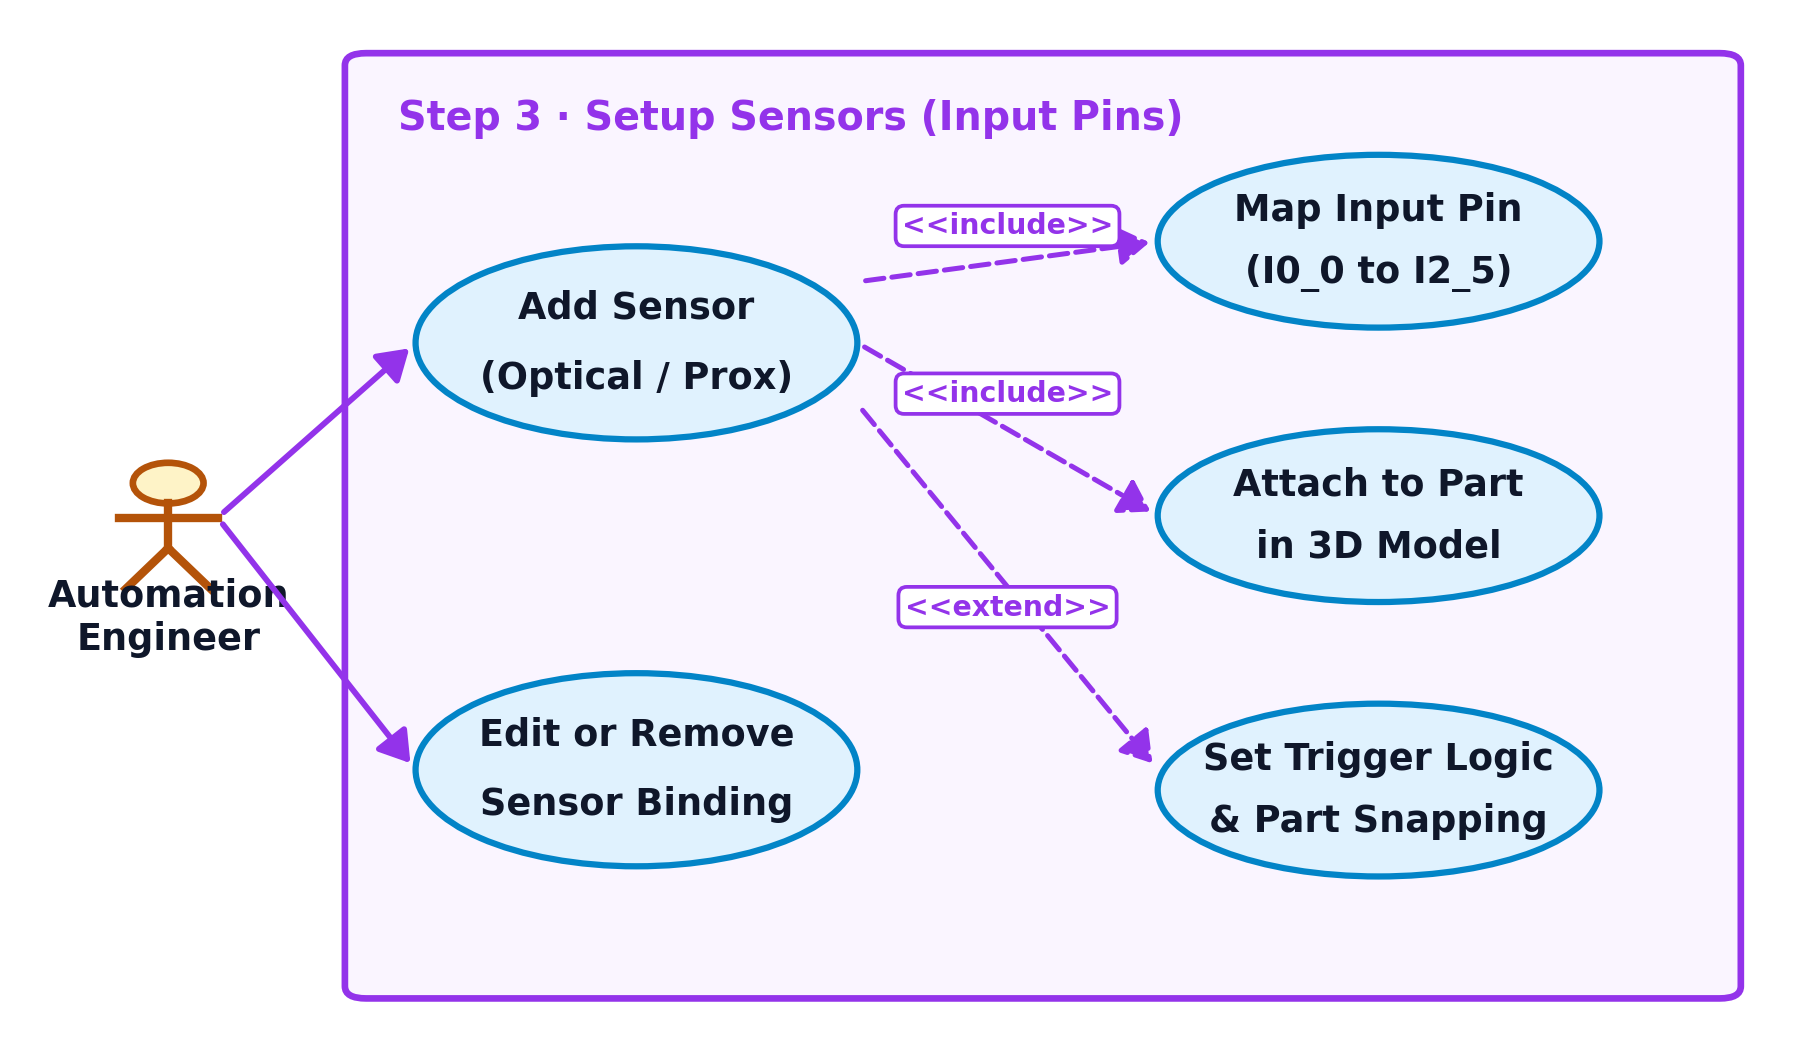 Step 3 · Setup Sensors (Input Pins)
Add Sensor
(Optical / Prox)
<<include>>
Map Input Pin
(I0_0 to I2_5)
<<include>>
Attach to Part
in 3D Model
Automation
Engineer
<<extend>>
Edit or Remove
Sensor Binding
Set Trigger Logic
& Part Snapping